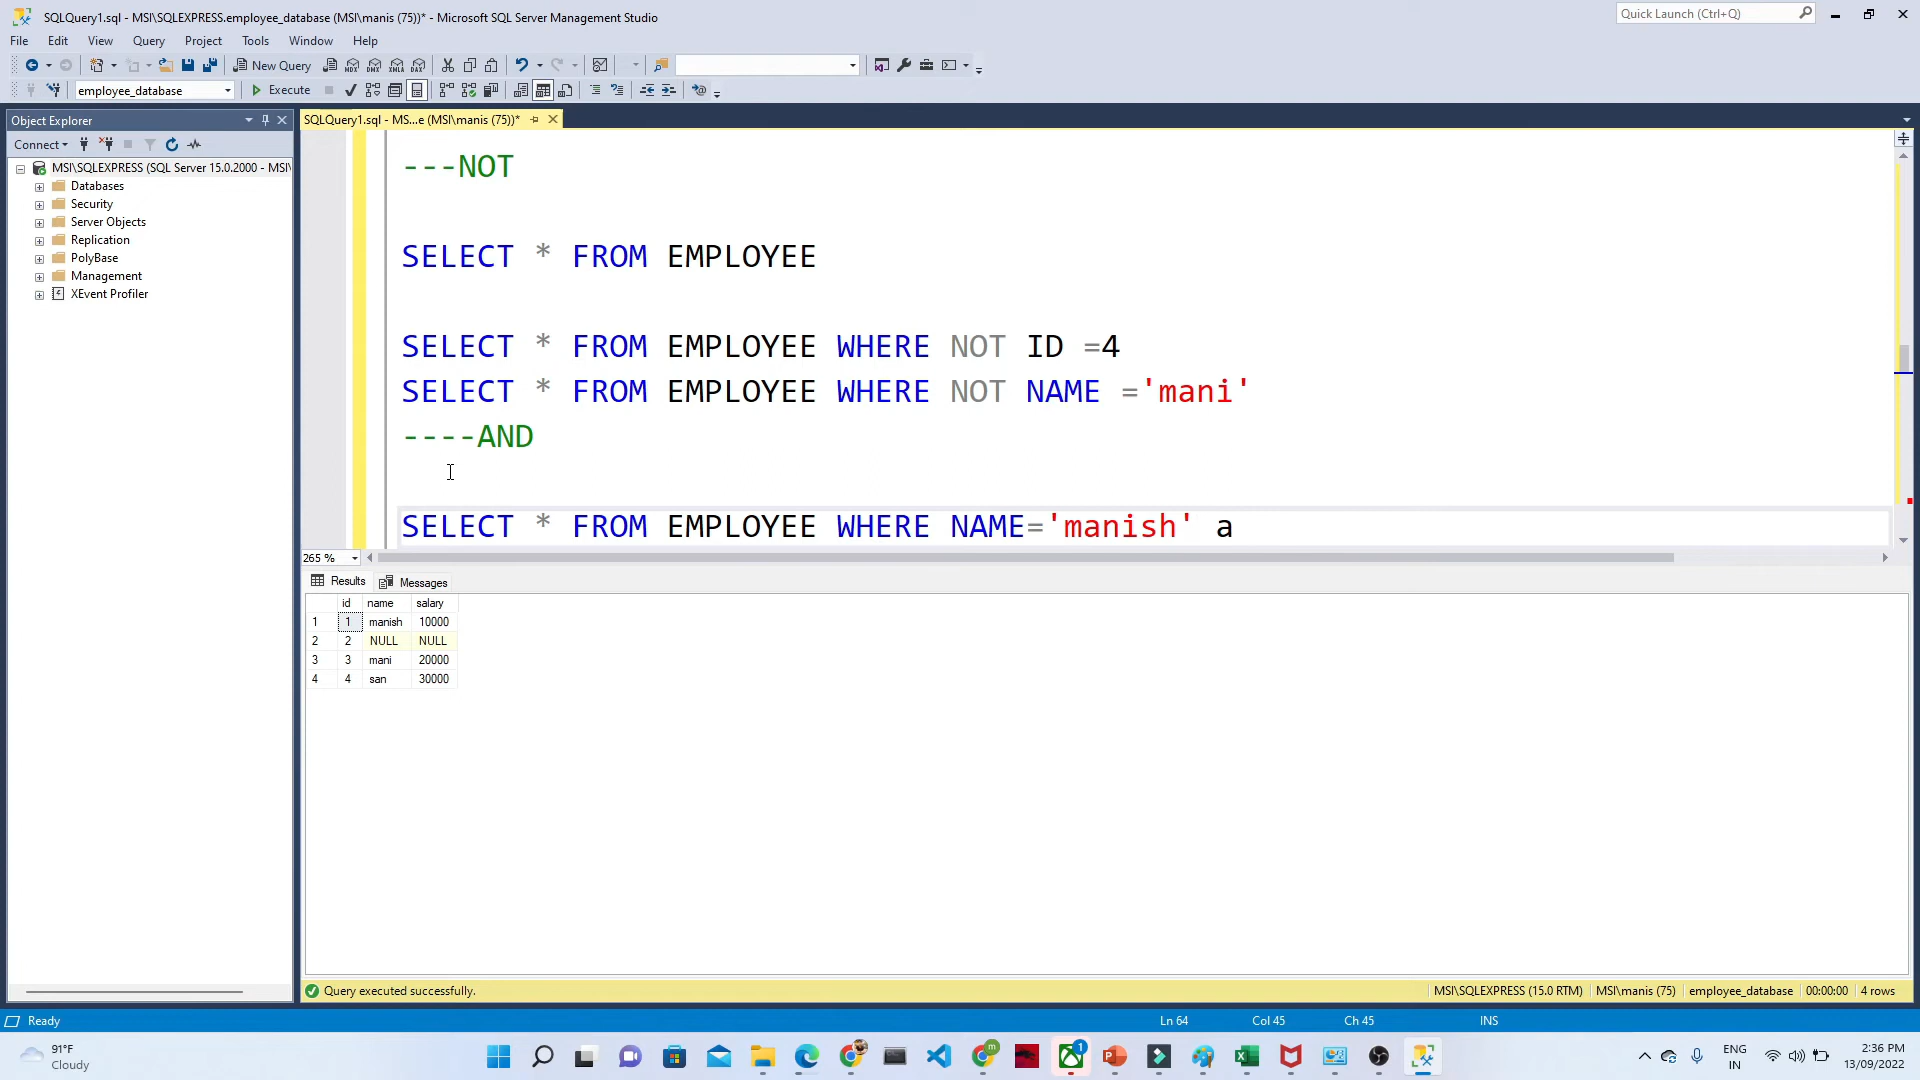 SQLQuery1.sql - MSI\SQLEXPRESS.employee_database (MSI\manis (75))* - Microsoft SQL Server Management Studio
Quick Launch (Ctrl+Q)
File Edit View Query Project Tools Window Help
New Query
MDX DMX XMLA DAX
employee_database
Execute
Object Explorer
SQLQuery1.sql - MS...e (MSI\manis (75))*
Connect
MSI\SQLEXPRESS (SQL Server 15.0.2000 - MSI\
Databases
Security
Server Objects
Replication
PolyBase
Management
XEvent Profiler
---NOT
SELECT * FROM EMPLOYEE
SELECT * FROM EMPLOYEE WHERE NOT ID =4
SELECT * FROM EMPLOYEE WHERE NOT NAME ='mani'
----AND
SELECT * FROM EMPLOYEE WHERE NAME='manish' a
265 %
Results Messages
id name salary
1 1 manish 10000
2 2 NULL NULL
3 3 mani 20000
4 4 san 30000
Query executed successfully.
MSI\SQLEXPRESS (15.0 RTM) MSI\manis (75) employee_database 00:00:00 4 rows
Ready
Ln 64 Col 45 Ch 45 INS
91°F
Cloudy
m
1
ENG
IN
2:36 PM
13/09/2022